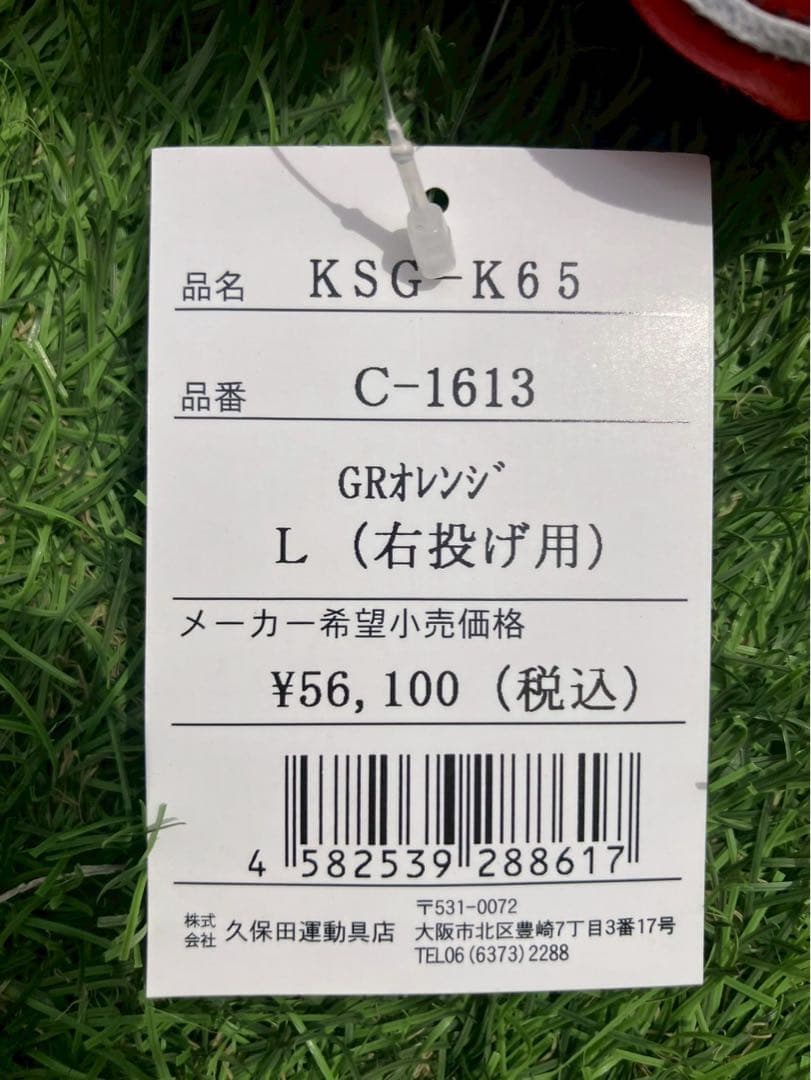 品名 KSG-K65
品番 C-1613
GRｵﾚﾝｼﾞ
L (右投げ用)
メーカー希望小売価格
¥56,100 (税込)
4 582539 288617
株式会社 久保田運動具店
〒531-0072
大阪市北区豊崎7丁目3番17号
TEL06(6373)2288